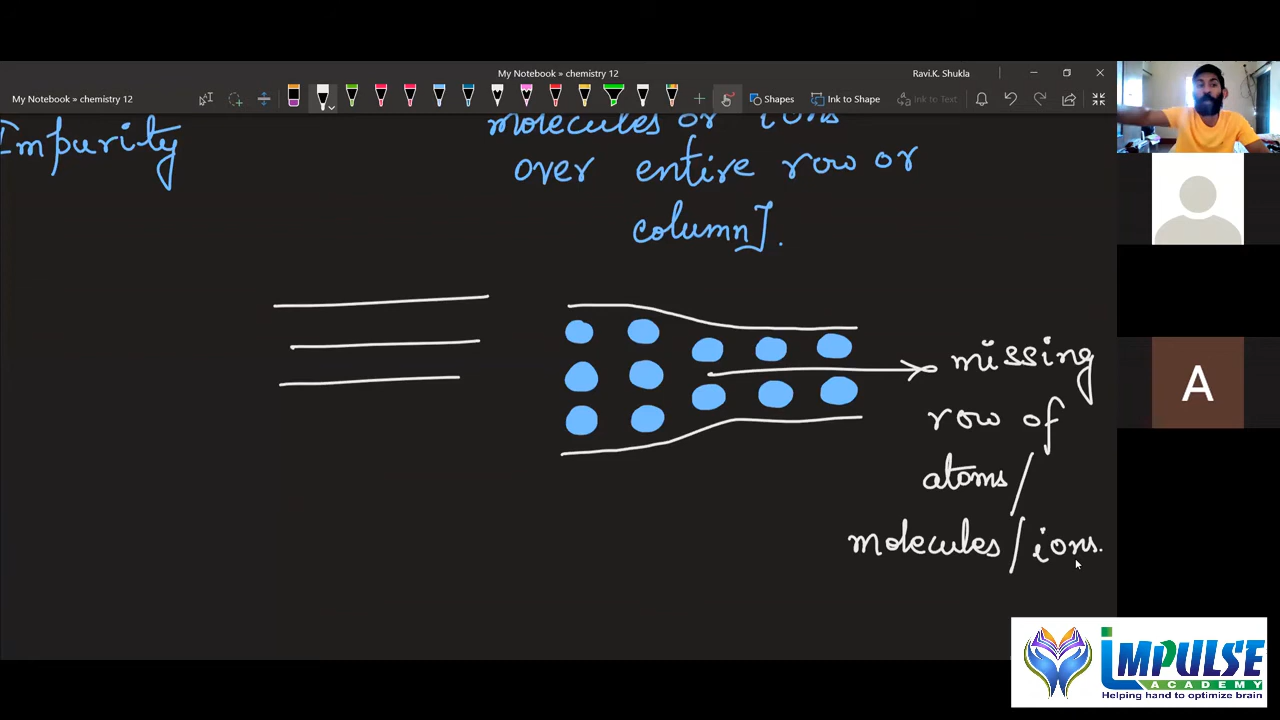 My Notebook » chemistry 12
Ravi.K. Shukla
My Notebook » chemistry 12
Shapes
Ink to Shape
Ink to Text
Impurity
molecules or ions
over entire row or
column].
missing
row of
atoms/
molecules/ions.
A
IMPULSE
ACADEMY
Helping hand to optimize brain